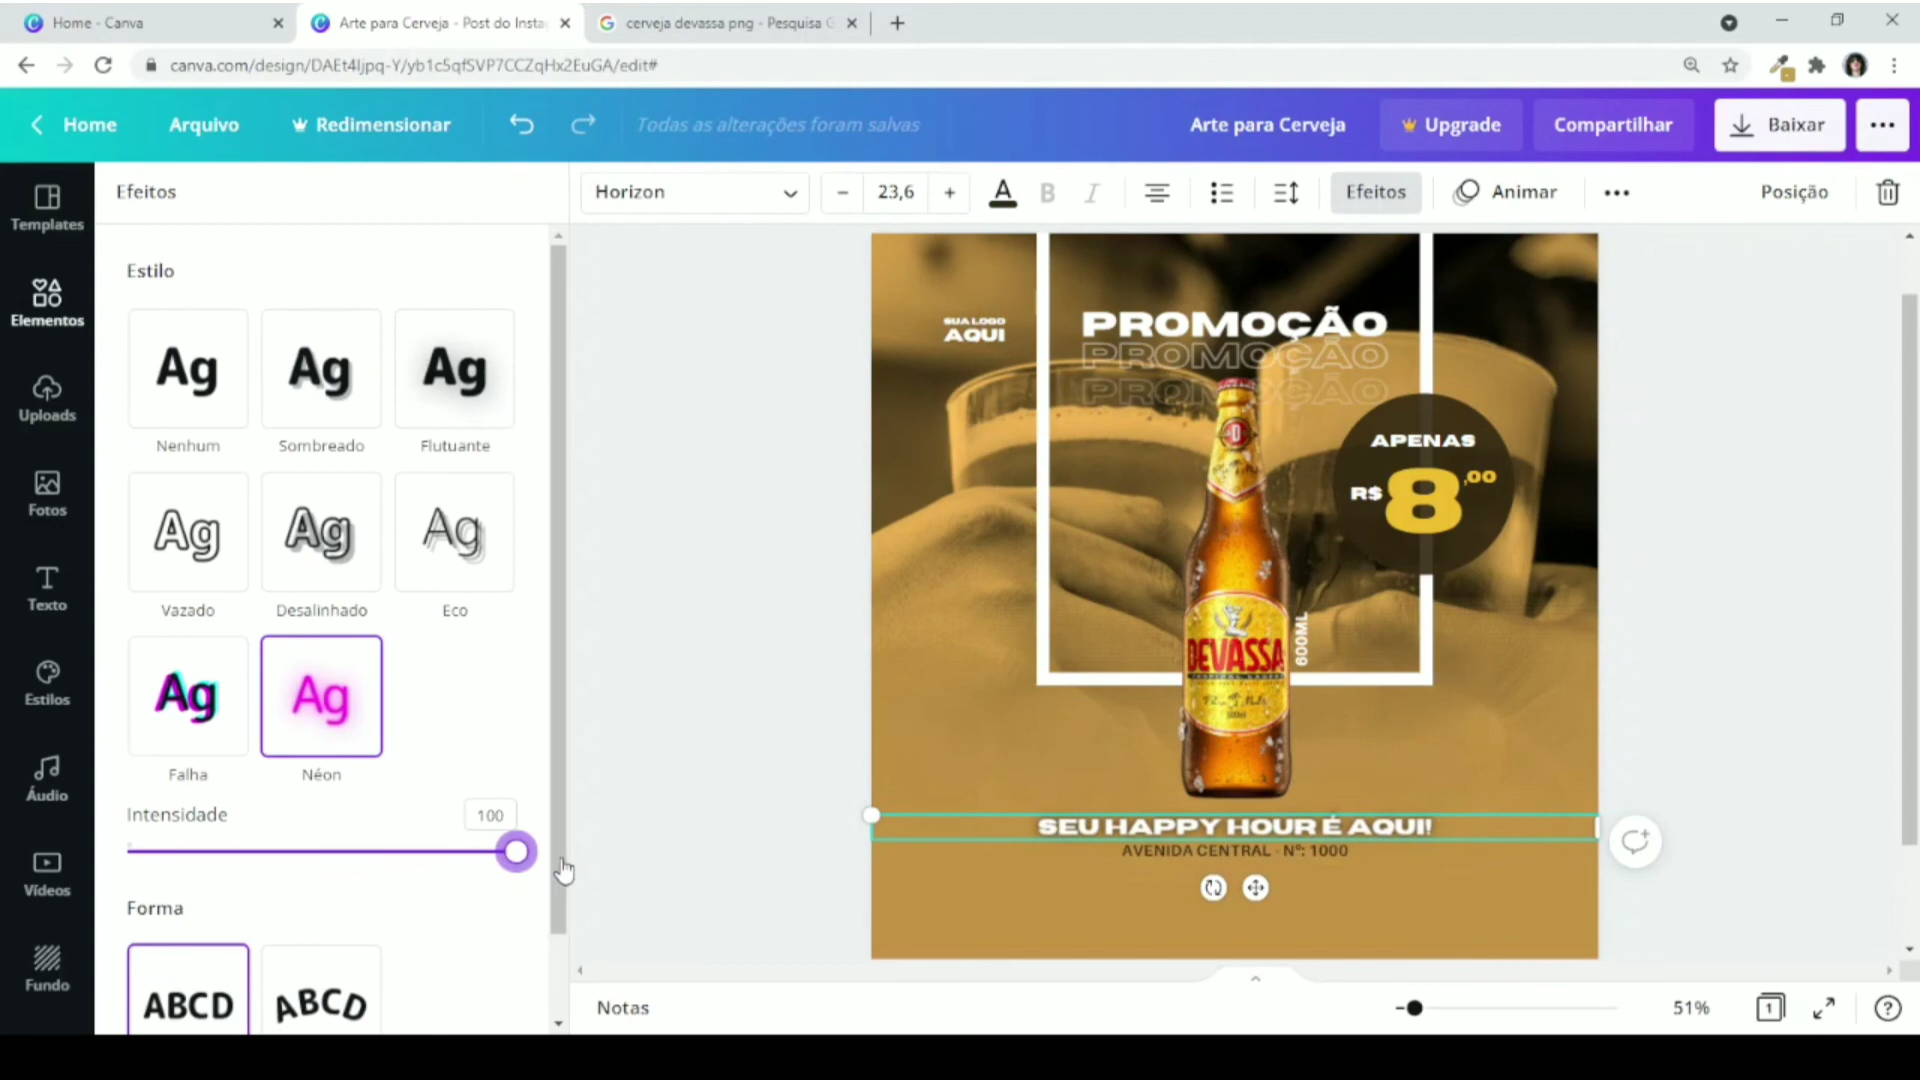 Home - Canva
Arte para Cerveja - Post do Insta
cerveja devassa png - Pesquisa G
canva.com/design/DAEt4Ijpq-Y/yb1c5qfSVP7CCZqHx2EuGA/edit#
Home
Arquivo
Redimensionar
Todas as alterações foram salvas
Arte para Cerveja
Upgrade
Compartilhar
Baixar
Templates
Elementos
Uploads
Fotos
Texto
Estilos
Áudio
Vídeos
Fundo
Efeitos
Estilo
Ag
Ag
Ag
Nenhum
Sombreado
Flutuante
Ag
Ag
Ag
Vazado
Desalinhado
Eco
Ag
Ag
Falha
Néon
Intensidade
100
Forma
ABCD
ABCD
Horizon
23,6
A
B
I
Efeitos
Animar
Posição
SUA LOGO
AQUI
PROMOÇÃO
PROMOÇÃO
PROMOÇÃO
APENAS
R$ 8,00
600ML
DEVASSA
TROPICAL LAGER
SEU HAPPY HOUR É AQUI!
AVENIDA CENTRAL · Nº: 1000
Notas
51%
1